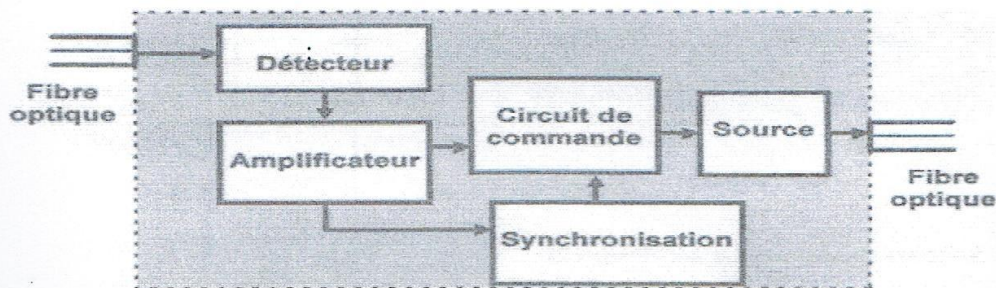 Détecteur
Fibre
optique
Circuit de
commande
Source
Amplificateur
Fibre
optique
Synchronisation